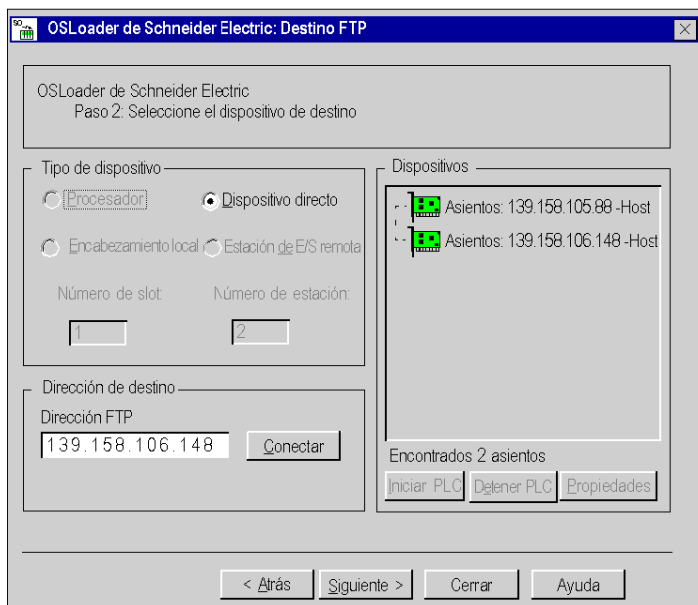 SO
OSLoader de Schneider Electric: Destino FTP
OSLoader de Schneider Electric
Paso 2: Seleccione el dispositivo de destino
Tipo de dispositivo
Procesador
Dispositivo directo
Encabezamiento local
Estación de E/S remota
Número de slot:
Número de estación:
1
2
Dirección de destino
Dirección FTP
139.158.106.148
Conectar
Dispositivos
Asientos: 139.158.105.88 -Host
Asientos: 139.158.106.148 -Host
Encontrados 2 asientos
Iniciar PLC
Detener PLC
Propiedades
< Atrás
Siguiente >
Cerrar
Ayuda